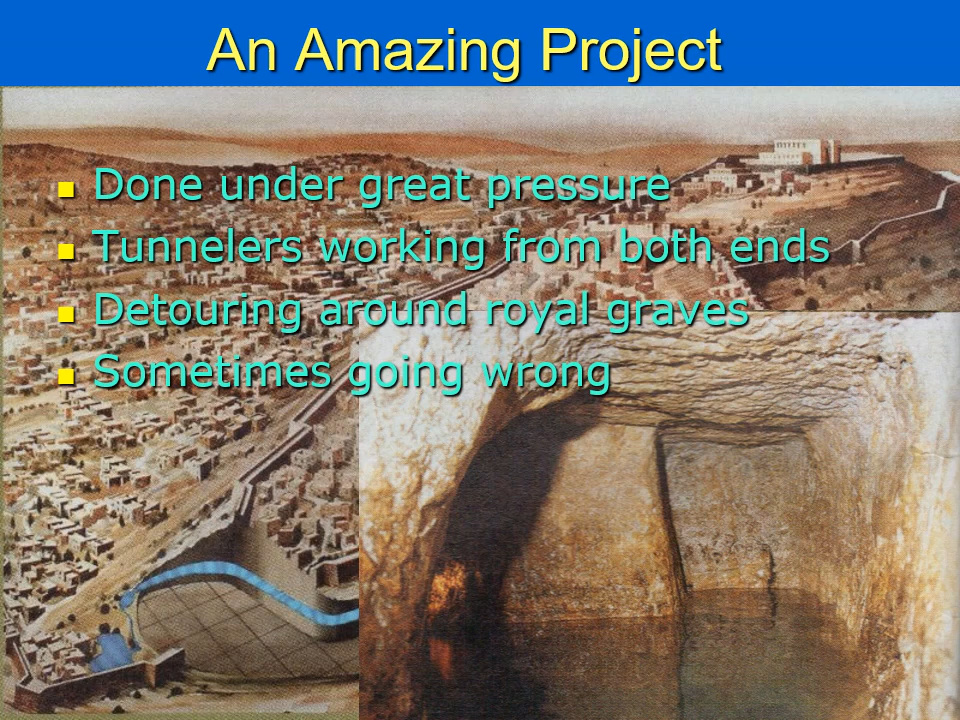 An Amazing Project
Done under great pressure
Tunnelers working from both ends
Detouring around royal graves
Sometimes going wrong